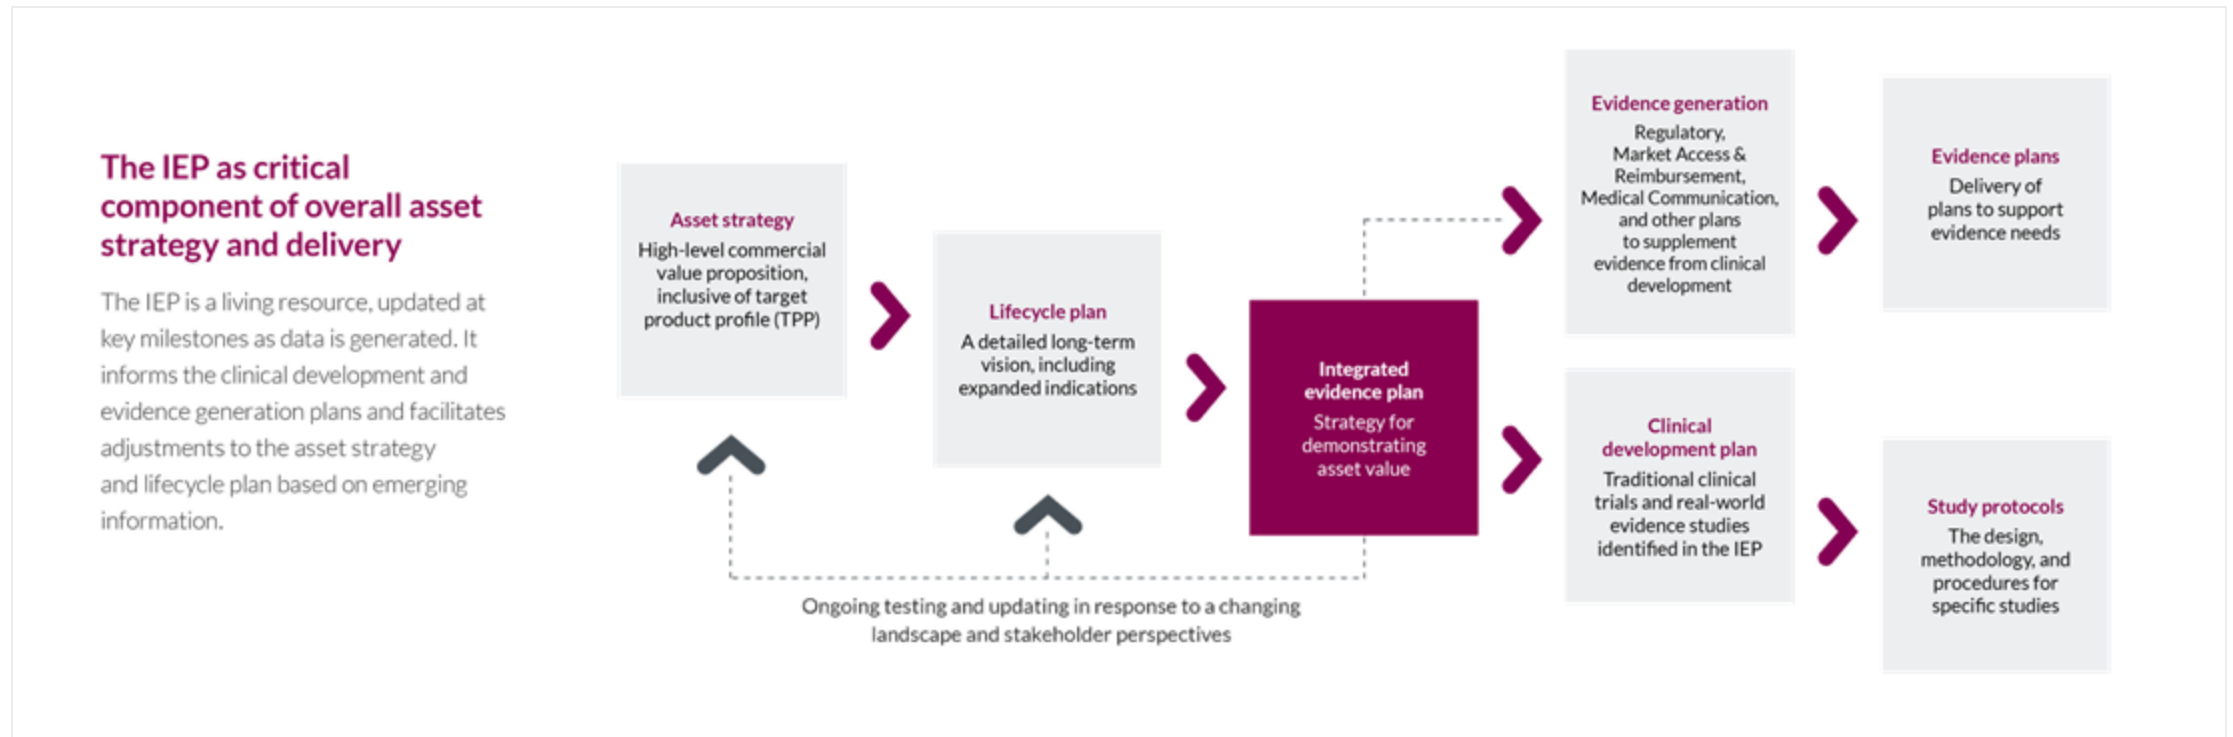 The IEP as critical
component of overall asset
strategy and delivery
The IEP is a living resource, updated at
key milestones as data is generated. It
informs the clinical development and
evidence generation plans and facilitates
adjustments to the asset strategy
and lifecycle plan based on emerging
information.
Asset strategy
High-level commercial
value proposition,
inclusive of target
product profile (TPP)
Lifecycle plan
A detailed long-term
vision, including
expanded indications
Integrated
evidence plan
Strategy for
demonstrating
asset value
Ongoing testing and updating in response to a changing
landscape and stakeholder perspectives
Evidence generation
Regulatory,
Market Access &
Reimbursement,
Medical Communication,
and other plans
to supplement
evidence from clinical
development
Evidence plans
Delivery of
plans to support
evidence needs
Clinical
development plan
Traditional clinical
trials and real-world
evidence studies
identified in the IEP
Study protocols
The design,
methodology, and
procedures for
specific studies